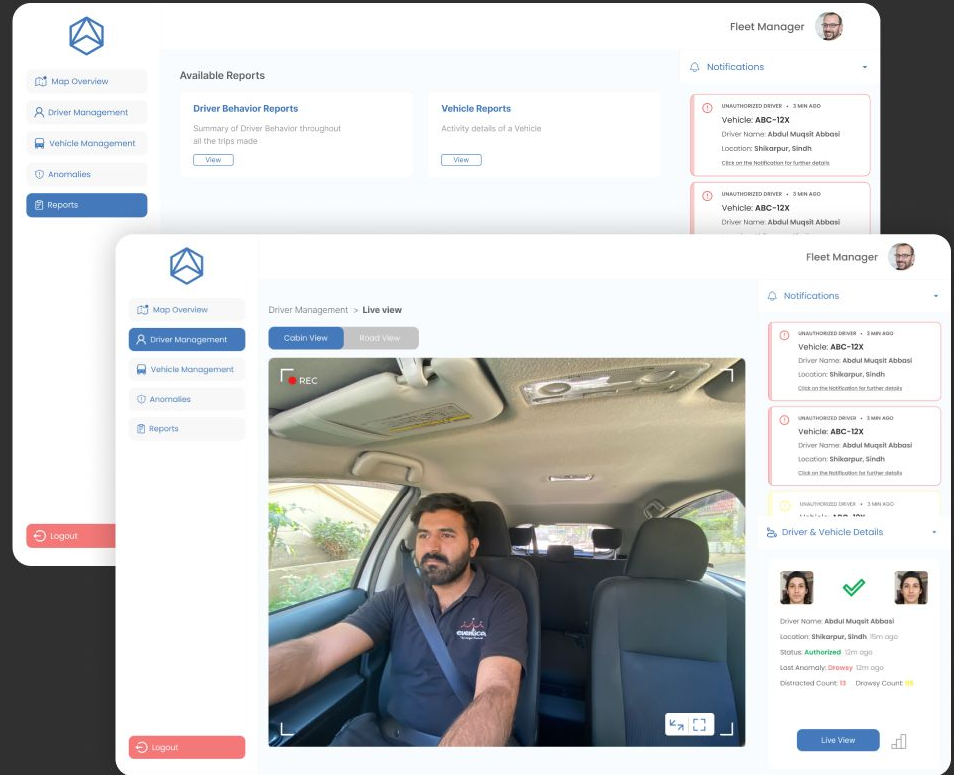 Fleet Manager
Map Overview
Driver Management
Vehicle Management
Anomalies
Reports
Logout
Available Reports
Driver Behavior Reports
Summary of Driver Behavior throughout
all the trips made
View
Vehicle Reports
Activity details of a Vehicle
View
Notifications
UNAUTHORIZED DRIVER • 3 MIN AGO
Vehicle: ABC-12X
Driver Name: Abdul Muqsit Abbasi
Location: Shikarpur, Sindh
Click on the Notification for further details
UNAUTHORIZED DRIVER • 3 MIN AGO
Vehicle: ABC-12X
Driver Name: Abdul Muqsit Abbasi
Fleet Manager
Map Overview
Driver Management
Vehicle Management
Anomalies
Reports
Logout
Driver Management > Live view
Cabin View
Road View
REC
eventica
Notifications
UNAUTHORIZED DRIVER • 3 MIN AGO
Vehicle: ABC-12X
Driver Name: Abdul Muqsit Abbasi
Location: Shikarpur, Sindh
Click on the Notification for further details
UNAUTHORIZED DRIVER • 3 MIN AGO
Vehicle: ABC-12X
Driver Name: Abdul Muqsit Abbasi
Location: Shikarpur, Sindh
Click on the Notification for further details
UNAUTHORIZED DRIVER • 3 MIN AGO
Driver & Vehicle Details
Driver Name: Abdul Muqsit Abbasi
Location: Shikarpur, Sindh 15m ago
Status: Authorized 12m ago
Last Anomaly: Drowsy 12m ago
Distracted Count: 13 Drowsy Count:
Live View